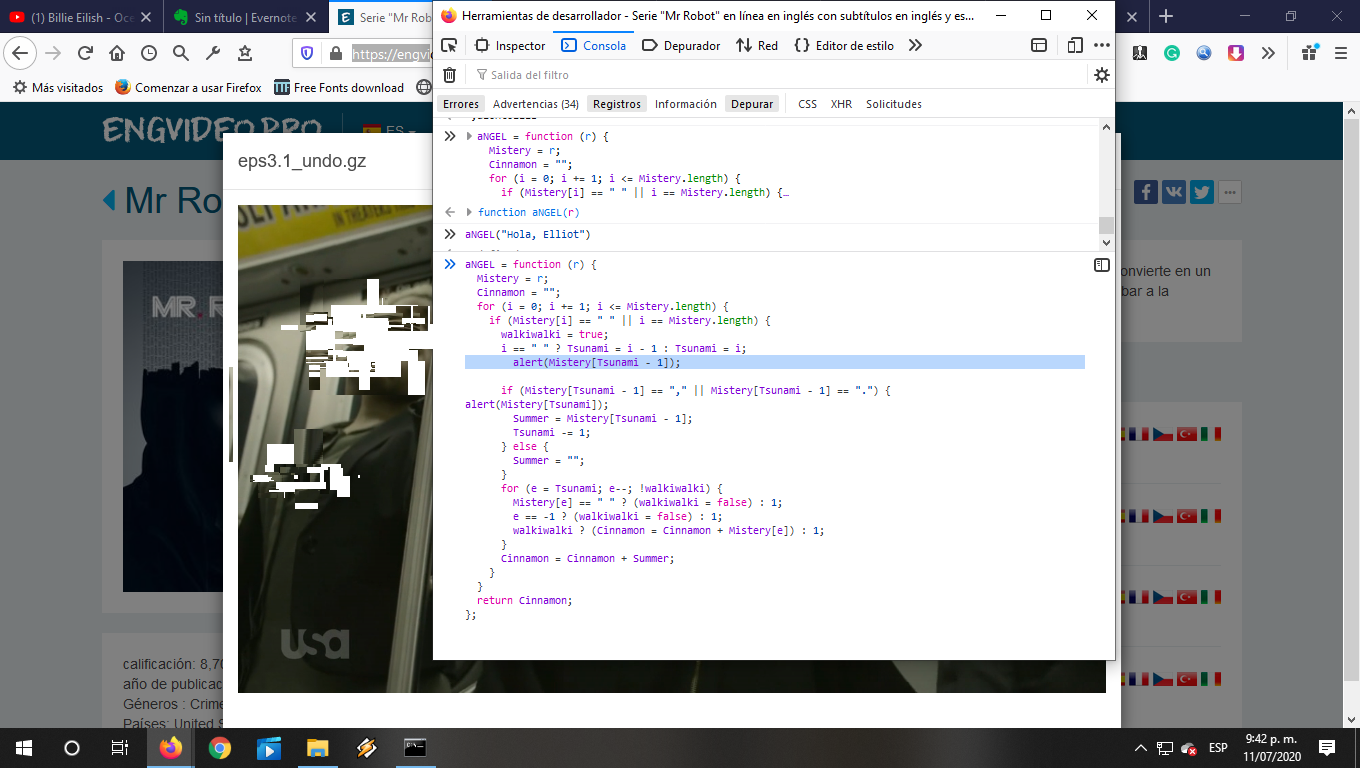 (1) Billie Eilish - Oce
Sin título | Evernote
Serie "Mr Rob
Herramientas de desarrollador - Serie "Mr Robot" en línea en inglés con subtítulos en inglés y es...
https://engvi
Inspector
Consola
Depurador
Red
Editor de estilo
Más visitados
Comenzar a usar Firefox
Free Fonts download
Salida del filtro
Errores
Advertencias (34)
Registros
Información
Depurar
CSS
XHR
Solicitudes
ENGVIDEO.PRO
ES
Mr Ro
eps3.1_undo.gz
aNGEL = function (r) {
Mistery = r;
Cinnamon = "";
for (i = 0; i += 1; i <= Mistery.length) {
if (Mistery[i] == " " || i == Mistery.length) {…
function aNGEL(r)
aNGEL("Hola, Elliot")
aNGEL = function (r) {
Mistery = r;
Cinnamon = "";
for (i = 0; i += 1; i <= Mistery.length) {
if (Mistery[i] == " " || i == Mistery.length) {
walkiwalki = true;
i == " " ? Tsunami = i - 1 : Tsunami = i;
alert(Mistery[Tsunami - 1]);
if (Mistery[Tsunami - 1] == "," || Mistery[Tsunami - 1] == ".") {
alert(Mistery[Tsunami]);
Summer = Mistery[Tsunami - 1];
Tsunami -= 1;
} else {
Summer = "";
}
for (e = Tsunami; e--; !walkiwalki) {
Mistery[e] == " " ? (walkiwalki = false) : 1;
e == -1 ? (walkiwalki = false) : 1;
walkiwalki ? (Cinnamon = Cinnamon + Mistery[e]) : 1;
}
Cinnamon = Cinnamon + Summer;
}
}
return Cinnamon;
};
IN THEATERS
MR. R
usa
onvierte en un
bar a la
calificación: 8,70
año de publicac
Géneros : Crime
Países: United S
ESP
9:42 p. m.
11/07/2020